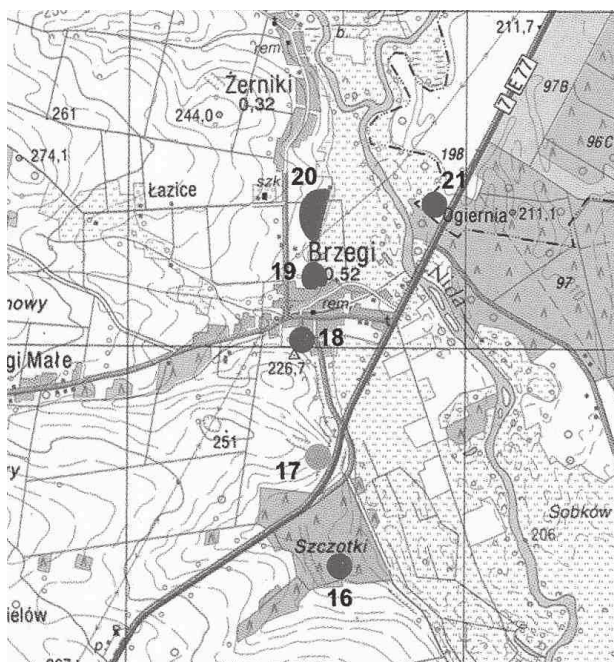 211,7
rem.
b.
Żerniki
0,32
7-E77
97B
96C
244,0
261
198
274,1
20
szk
21
Łazice
Ogiernia
211,1
Brzegi
0,52
19
Nida
97
nowy
rem.
18
gi Małe
226,7
251
17
Sobków
Szczotki
206
16
ielów
p.